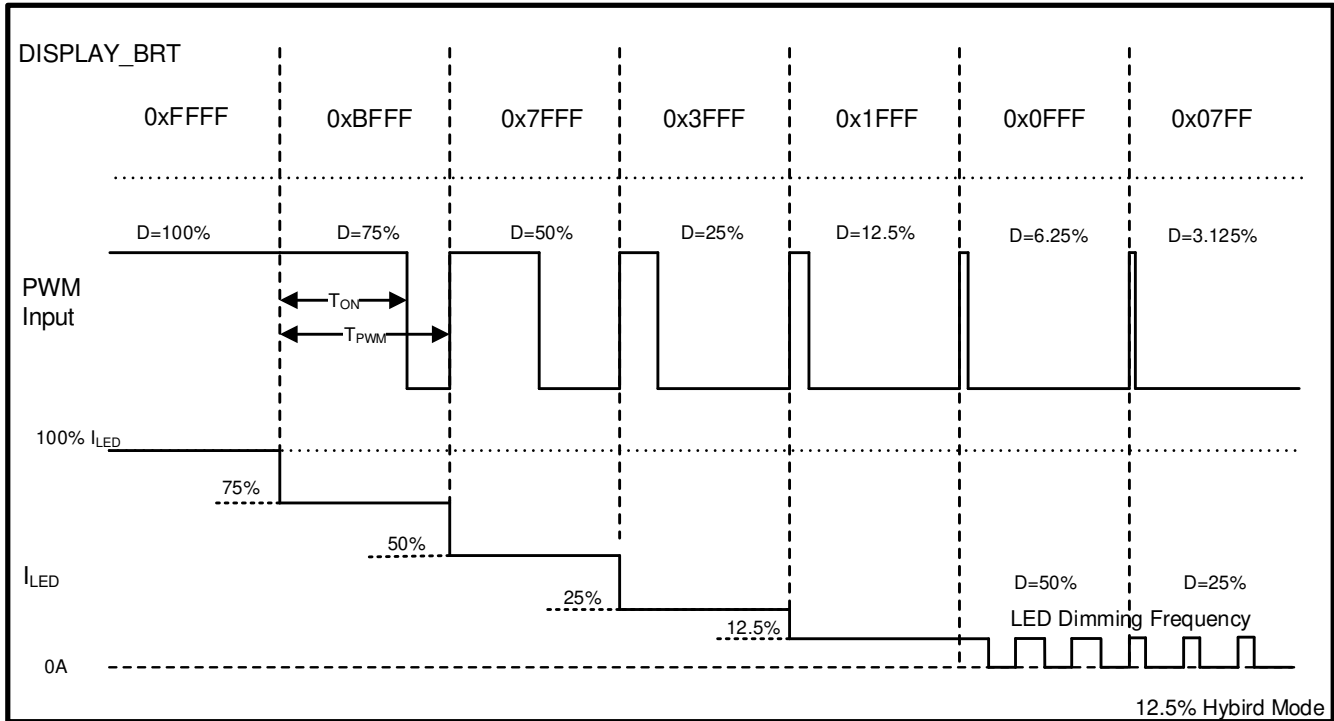 DISPLAY_BRT
0xFFFF 0xBFFF 0x7FFF 0x3FFF 0x1FFF 0x0FFF 0x07FF
D=100% D=75% D=50% D=25% D=12.5% D=6.25% D=3.125%
PWM
Input
TON
TPWM
100% ILED
75%
50%
ILED
25%
12.5%
D=50% D=25%
LED Dimming Frequency
0A
12.5% Hybird Mode